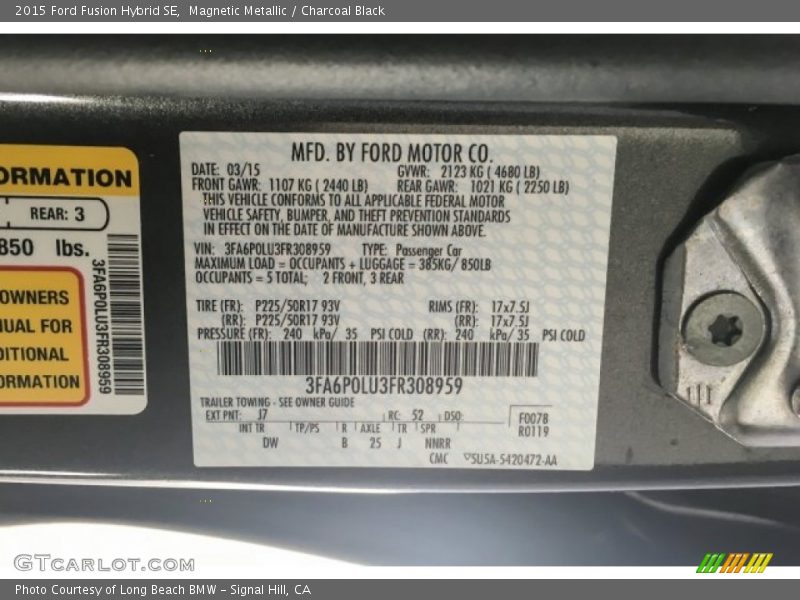 2015 Ford Fusion Hybrid SE, Magnetic Metallic / Charcoal Black
ORMATION
REAR: 3
850 lbs.
OWNERS
NUAL FOR
DITIONAL
ORMATION
3FA6P0LU3FR308959
MFD. BY FORD MOTOR CO.
DATE: 03/15 GVWR: 2123 KG ( 4680 LB)
FRONT GAWR: 1107 KG ( 2440 LB) REAR GAWR: 1021 KG ( 2250 LB)
THIS VEHICLE CONFORMS TO ALL APPLICABLE FEDERAL MOTOR
VEHICLE SAFETY, BUMPER, AND THEFT PREVENTION STANDARDS
IN EFFECT ON THE DATE OF MANUFACTURE SHOWN ABOVE.
VIN: 3FA6P0LU3FR308959 TYPE: Passenger Car
MAXIMUM LOAD = OCCUPANTS + LUGGAGE = 385KG/ 850LB
OCCUPANTS = 5 TOTAL; 2 FRONT, 3 REAR
TIRE (FR): P225/50R17 93V RIMS (FR): 17x7.5J
(RR): P225/50R17 93V (RR): 17x7.5J
PRESSURE (FR): 240 kPa/ 35 PSI COLD (RR): 240 kPa/ 35 PSI COLD
3FA6P0LU3FR308959
TRAILER TOWING - SEE OWNER GUIDE
EXT PNT: J7 RC: 52 DSO: F0078
INT TR TP/PS R AXLE TR SPR R0119
DW B 25 J NNRR
CMC SU5A-5420472-AA
GTCARLOT.COM
Photo Courtesy of Long Beach BMW - Signal Hill, CA